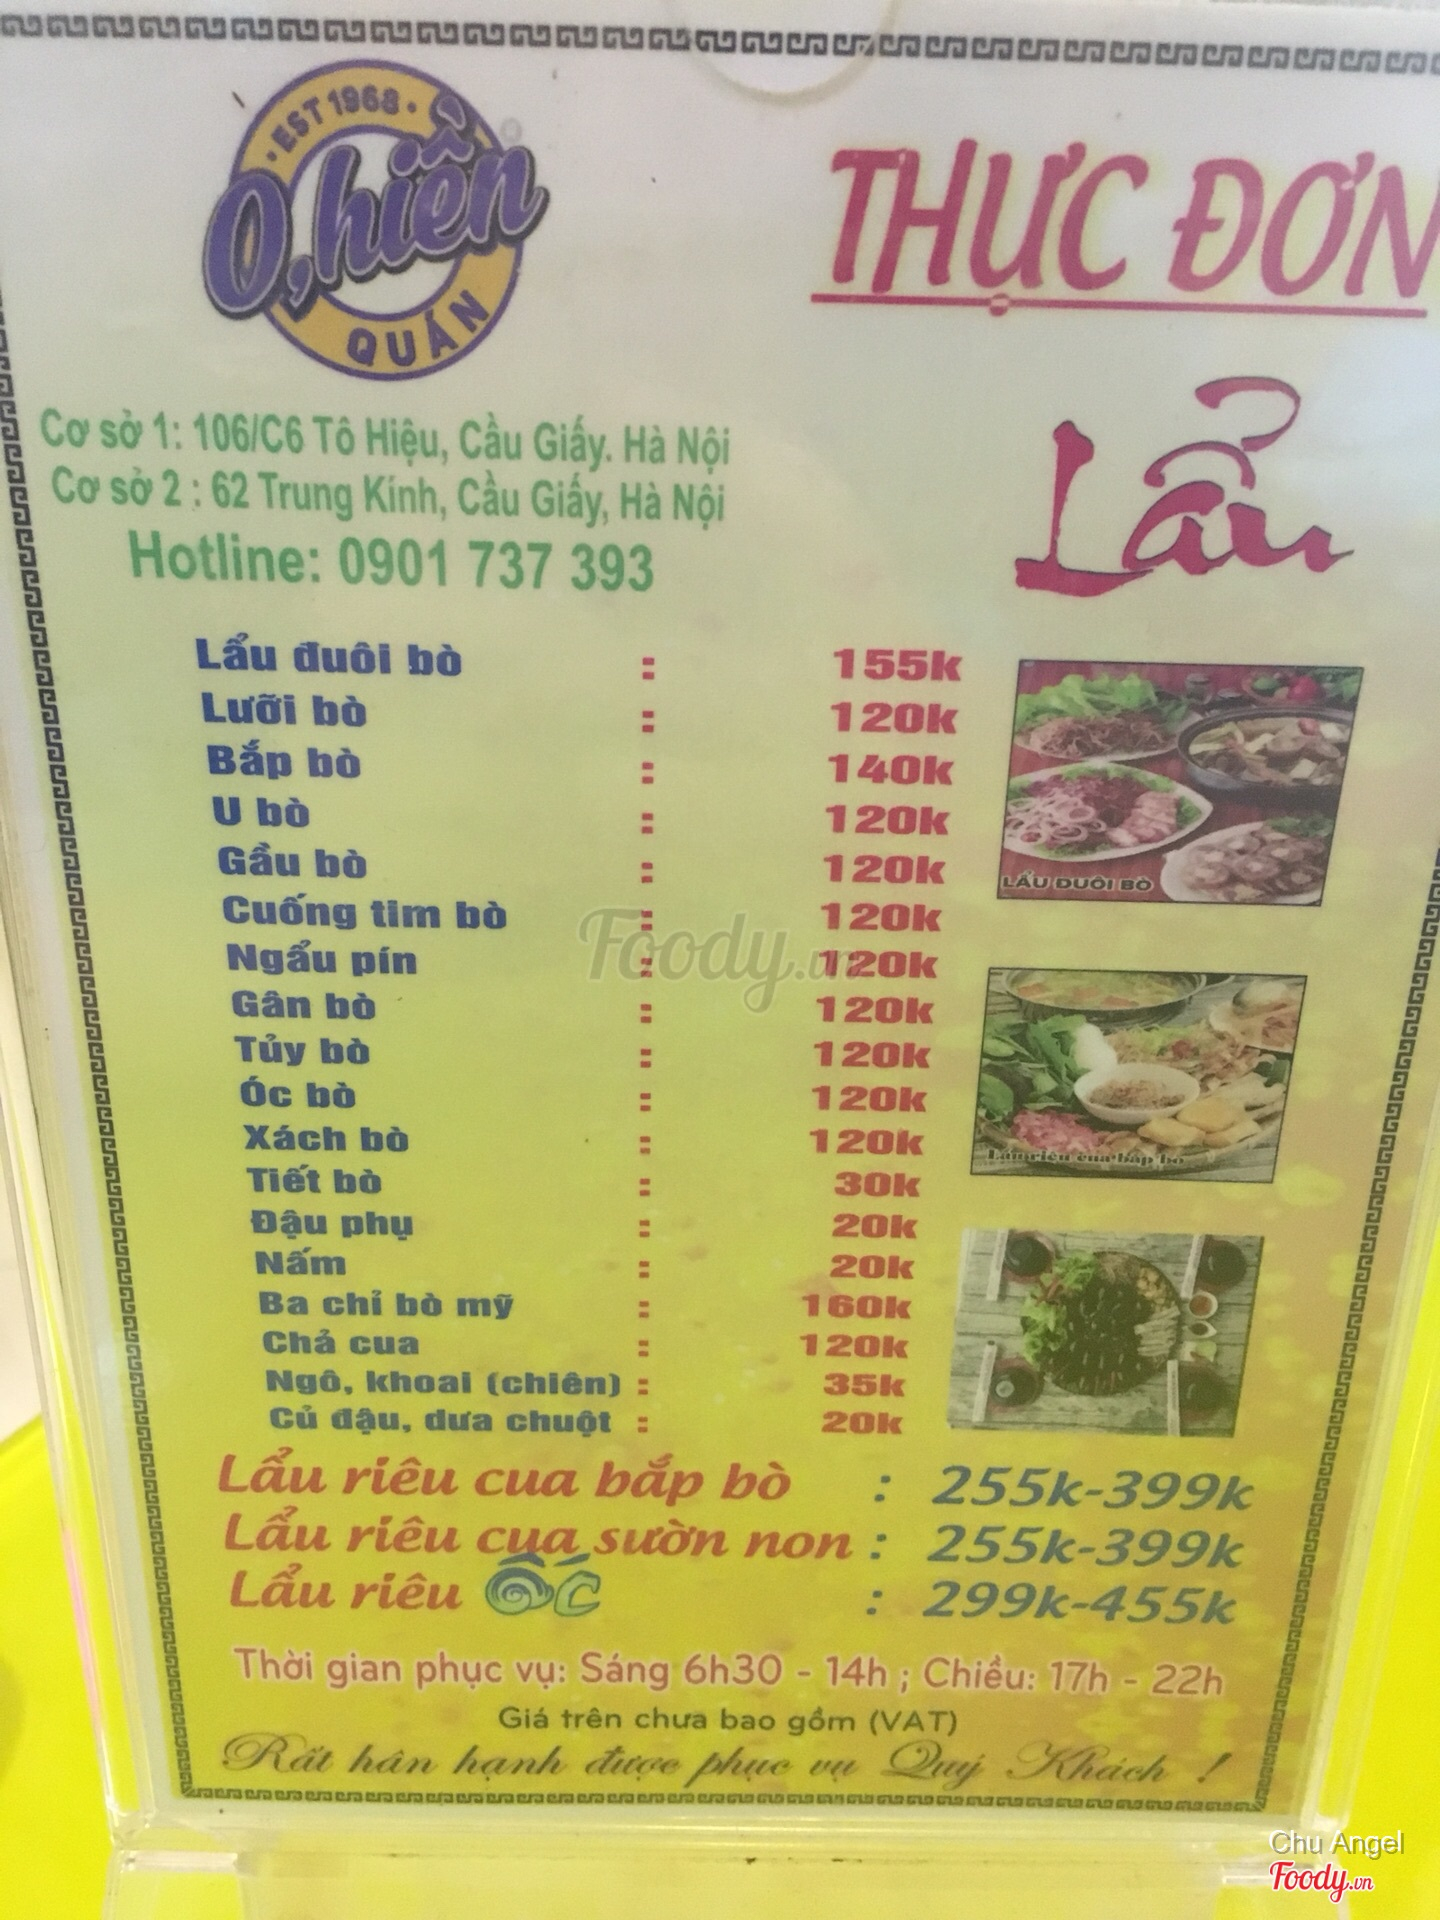 EST 1968
O,hiền
QUÁN
THỰC ĐƠN
Lẩu
Cơ sở 1: 106/C6 Tô Hiệu, Cầu Giấy. Hà Nội
Cơ sở 2 : 62 Trung Kính, Cầu Giấy, Hà Nội
Hotline: 0901 737 393
Lẩu đuôi bò : 155k
Lưỡi bò : 120k
Bắp bò : 140k
U bò : 120k
Gầu bò : 120k
Cuống tim bò : 120k
Ngẩu pín : 120k
Gân bò : 120k
Tủy bò : 120k
Óc bò : 120k
Xách bò : 120k
Tiết bò : 30k
Đậu phụ : 20k
Nấm : 20k
Ba chỉ bò mỹ : 160k
Chả cua : 120k
Ngô, khoai (chiên) : 35k
Củ đậu, dưa chuột : 20k
LẨU ĐUÔI BÒ
Lẩu riêu cua bắp bò
Lẩu riêu cua bắp bò : 255k-399k
Lẩu riêu cua sườn non : 255k-399k
Lẩu riêu ỐC : 299k-455k
Thời gian phục vụ: Sáng 6h30 - 14h ; Chiều: 17h - 22h
Giá trên chưa bao gồm (VAT)
Rất hân hạnh được phục vụ Quý Khách !
Foody.vn
Chu Angel
Foody.vn